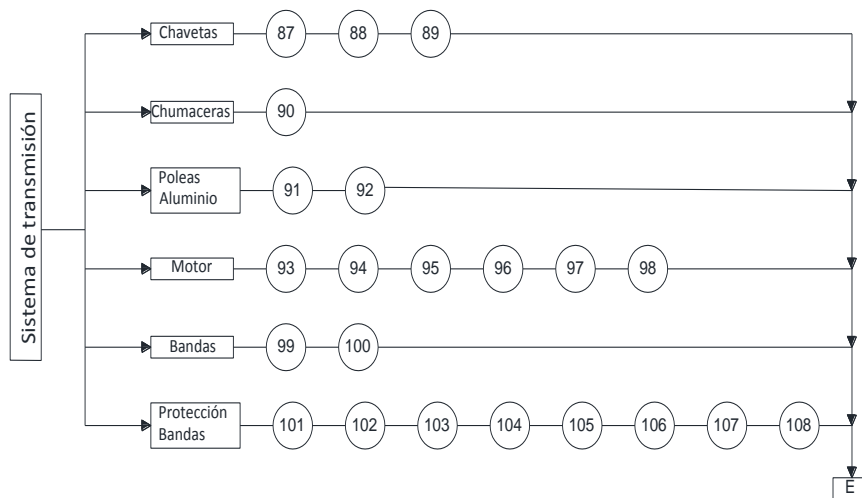 Sistema de transmisión
Chavetas 87 88 89
Chumaceras 90
Poleas
Aluminio
91 92
Motor 93 94 95 96 97 98
Bandas 99 100
Protección
Bandas
101 102 103 104 105 106 107 108
E